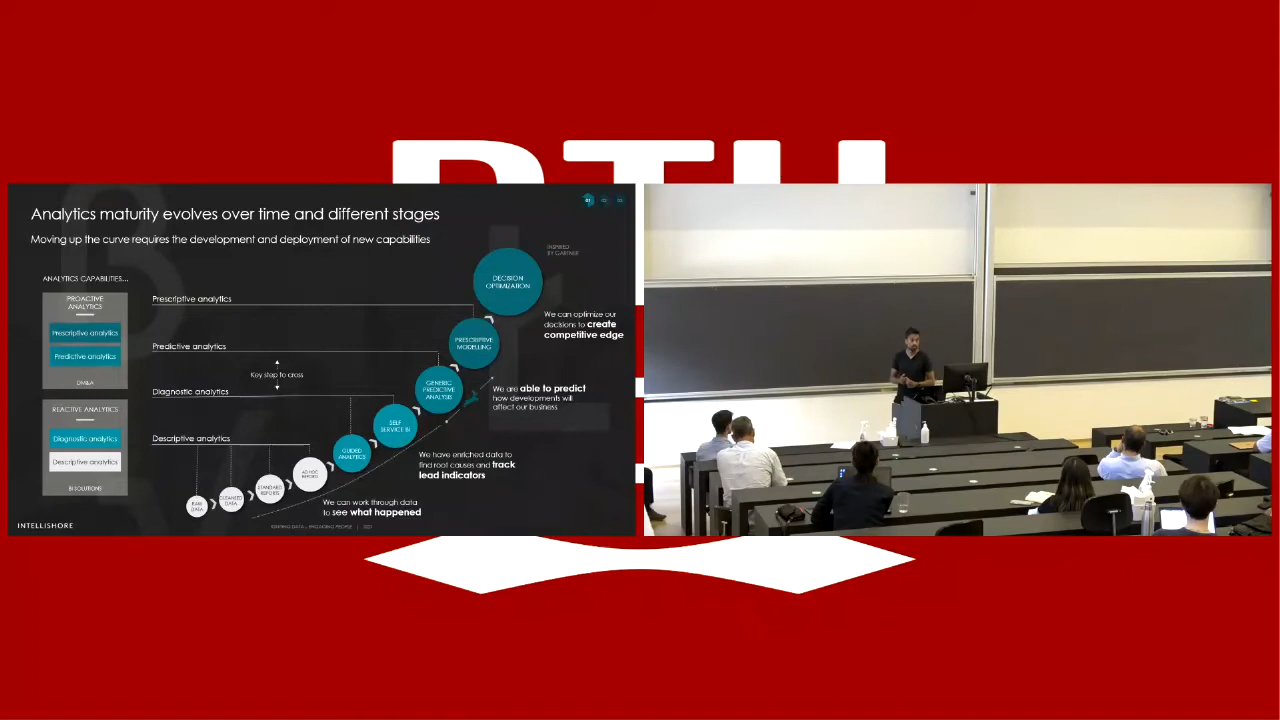 DTU
Analytics maturity evolves over time and different stages
Moving up the curve requires the development and deployment of new capabilities
01
02
03
INSPIRED
BY GARTNER
ANALYTICS CAPABILITIES...
PROACTIVE
ANALYTICS
Prescriptive analytics
Predictive analytics
REACTIVE ANALYTICS
Diagnostic analytics
Descriptive analytics
BI SOLUTIONS
Prescriptive analytics
Predictive analytics
Key step to cross
Diagnostic analytics
Descriptive analytics
RAW
DATA
CLEANSED
DATA
STANDARD
REPORTS
AD HOC
REPORTS
GUIDED
ANALYTICS
SELF
SERVICE BI
GENERIC
PREDICTIVE
ANALYSIS
PRESCRIPTIVE
MODELLING
DECISION
OPTIMIZATION
We can optimize our
decisions to create
competitive edge
We are able to predict
how developments will
affect our business
We have enriched data to
find root causes and track
lead indicators
We can work through data
to see what happened
INTELLISHORE